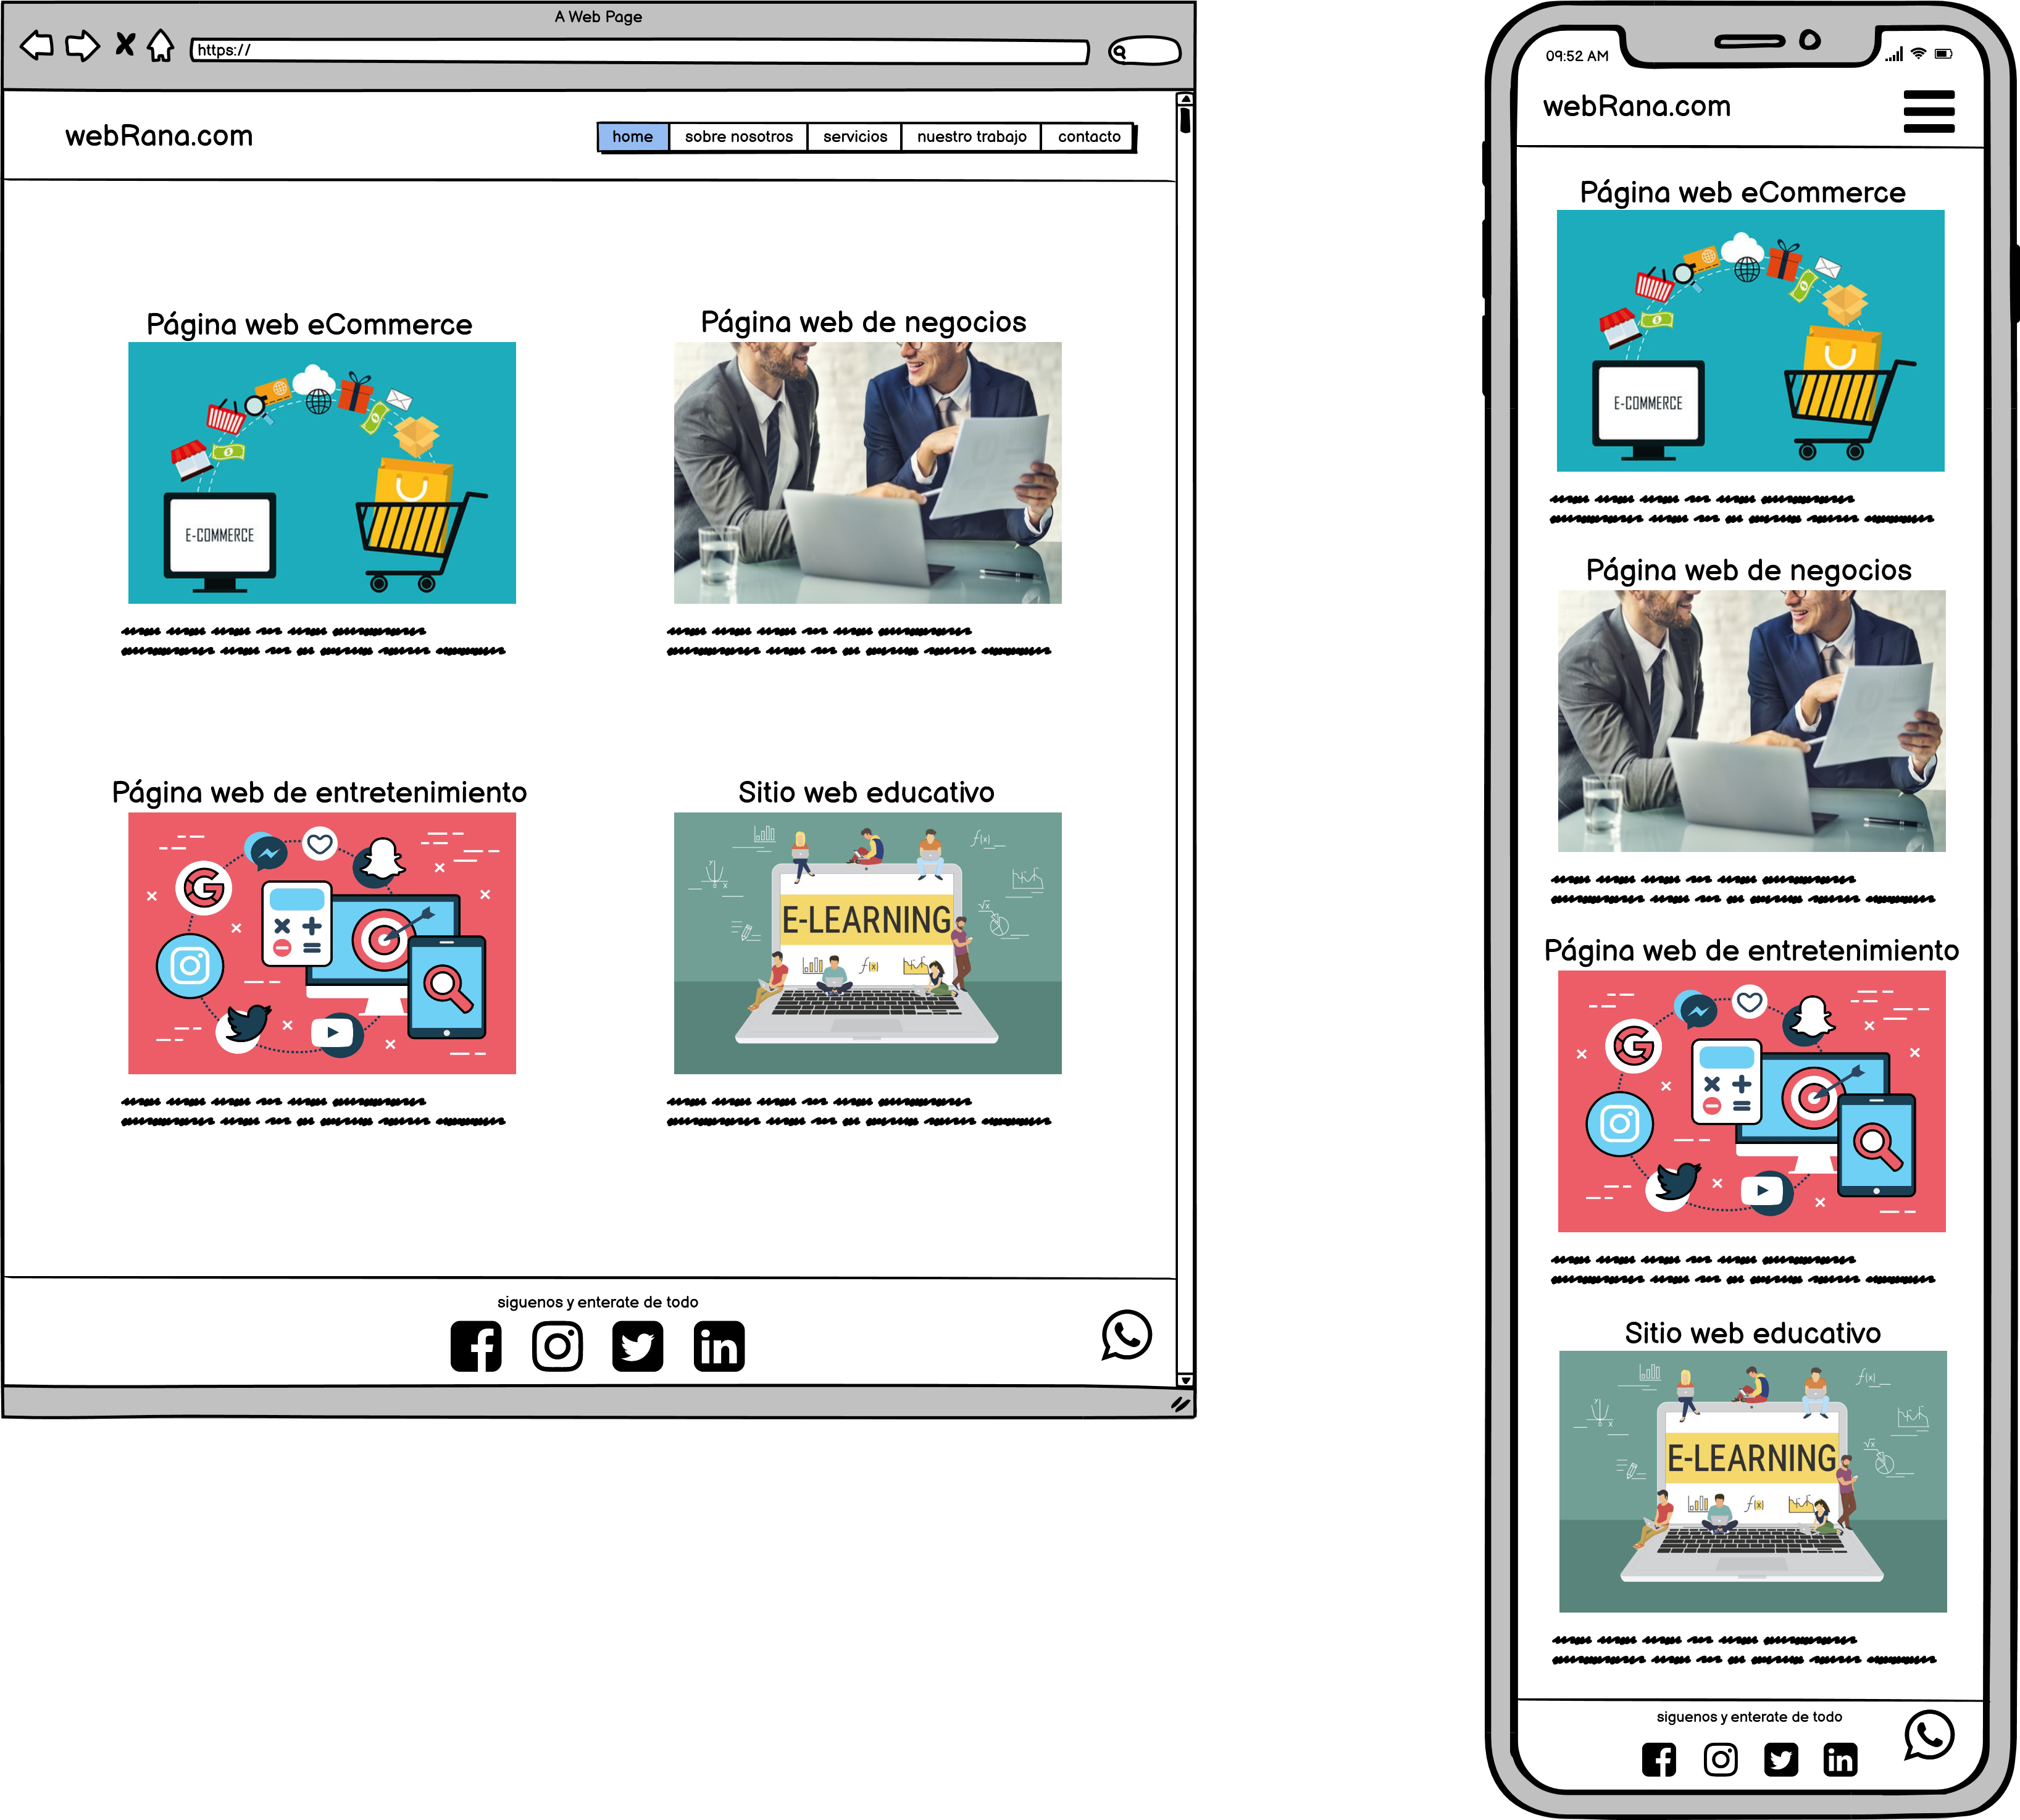 A Web Page
https://
webRana.com
home sobre nosotros servicios nuestro trabajo contacto
Página web eCommerce
Página web de negocios
E-COMMERCE
Página web de entretenimiento
Sitio web educativo
f(x)
y
x
0
√x
E-LEARNING
f(x)
siguenos y enterate de todo
09:52 AM
webRana.com
Página web eCommerce
E-COMMERCE
Página web de negocios
Página web de entretenimiento
Sitio web educativo
f(x)
y
x
0
√x
E-LEARNING
f(x)
siguenos y enterate de todo